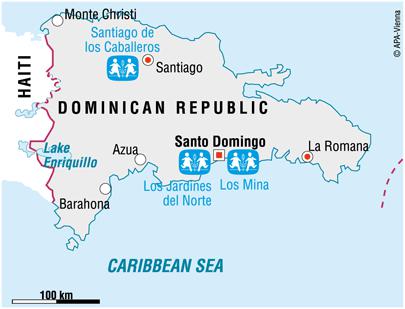 Monte Christi
Santiago de
los Caballeros
Santiago
© APA-Vienna
HAITI
DOMINICAN REPUBLIC
Lake
Enriquillo
Azua
Santo Domingo
La Romana
Los Jardines
del Norte
Los Mina
Barahona
CARIBBEAN SEA
100 km